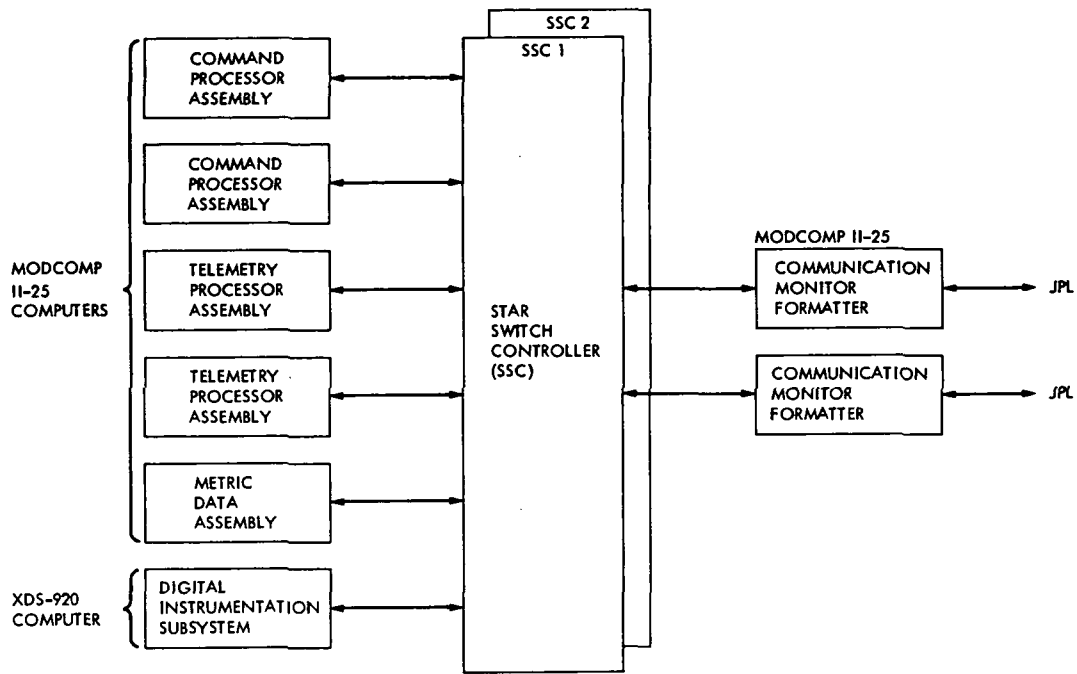 SSC 2
SSC 1
COMMAND
PROCESSOR
ASSEMBLY
COMMAND
PROCESSOR
ASSEMBLY
TELEMETRY
PROCESSOR
ASSEMBLY
TELEMETRY
PROCESSOR
ASSEMBLY
METRIC
DATA
ASSEMBLY
MODCOMP
II-25
COMPUTERS
XDS-920
COMPUTER
DIGITAL
INSTRUMENTATION
SUBSYSTEM
STAR
SWITCH
CONTROLLER
(SSC)
MODCOMP II-25
COMMUNICATION
MONITOR
FORMATTER
JPL
COMMUNICATION
MONITOR
FORMATTER
JPL